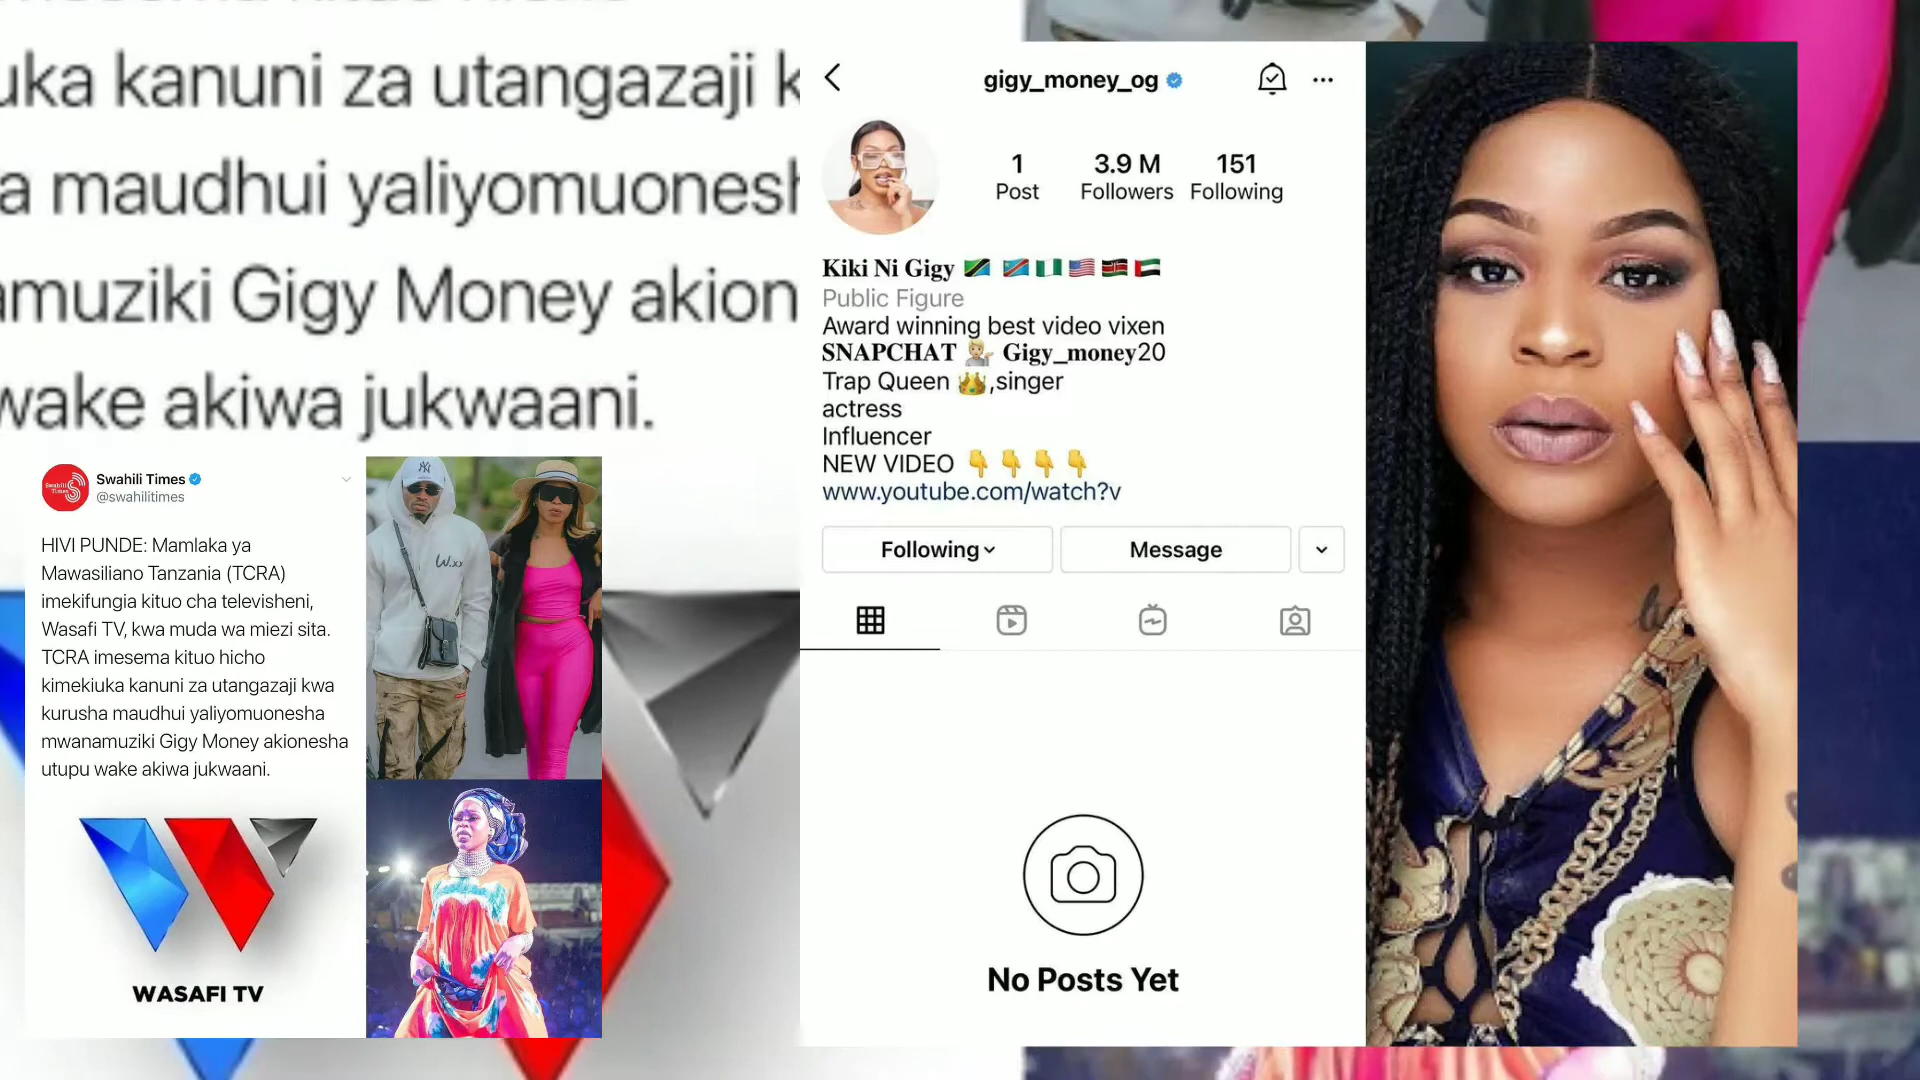 uka kanuni za utangazaji k
a maudhui yaliyomuonesh
amuziki Gigy Money akion
wake akiwa jukwaani.
Swahili Times
@swahilitimes
HIVI PUNDE: Mamlaka ya
Mawasiliano Tanzania (TCRA)
imekifungia kituo cha televisheni,
Wasafi TV, kwa muda wa miezi sita.
TCRA imesema kituo hicho
kimekiuka kanuni za utangazaji kwa
kurusha maudhui yaliyomuonesha
mwanamuziki Gigy Money akionesha
utupu wake akiwa jukwaani.
WASAFI TV
gigy_money_og
1 3.9 M 151
Post Followers Following
Kiki Ni Gigy 🇹🇿 🇨🇩 🇳🇬 🇺🇸 🇰🇪 🇦🇪
Public Figure
Award winning best video vixen
SNAPCHAT 💁🏼 Gigy_money20
Trap Queen 👑,singer
actress
Influencer
NEW VIDEO 👇 👇 👇 👇
www.youtube.com/watch?v
Following Message
No Posts Yet